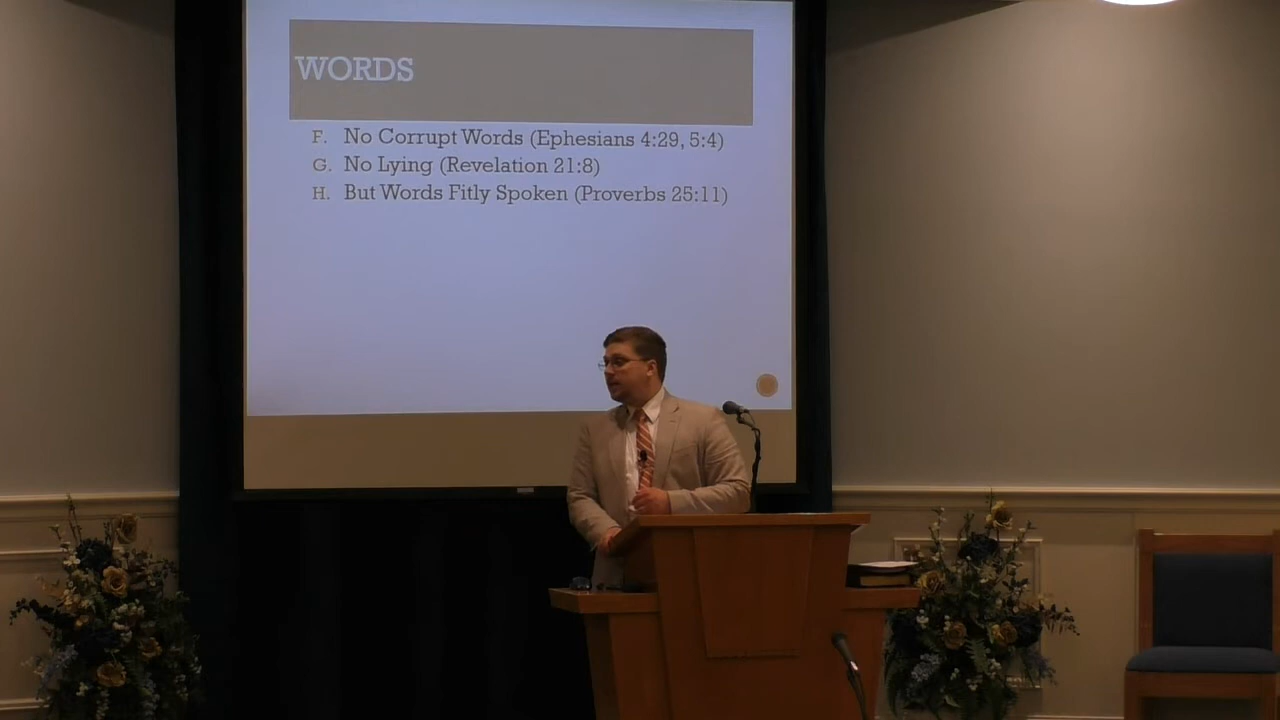 WORDS
F. No Corrupt Words (Ephesians 4:29, 5:4)
G. No Lying (Revelation 21:8)
H. But Words Fitly Spoken (Proverbs 25:11)